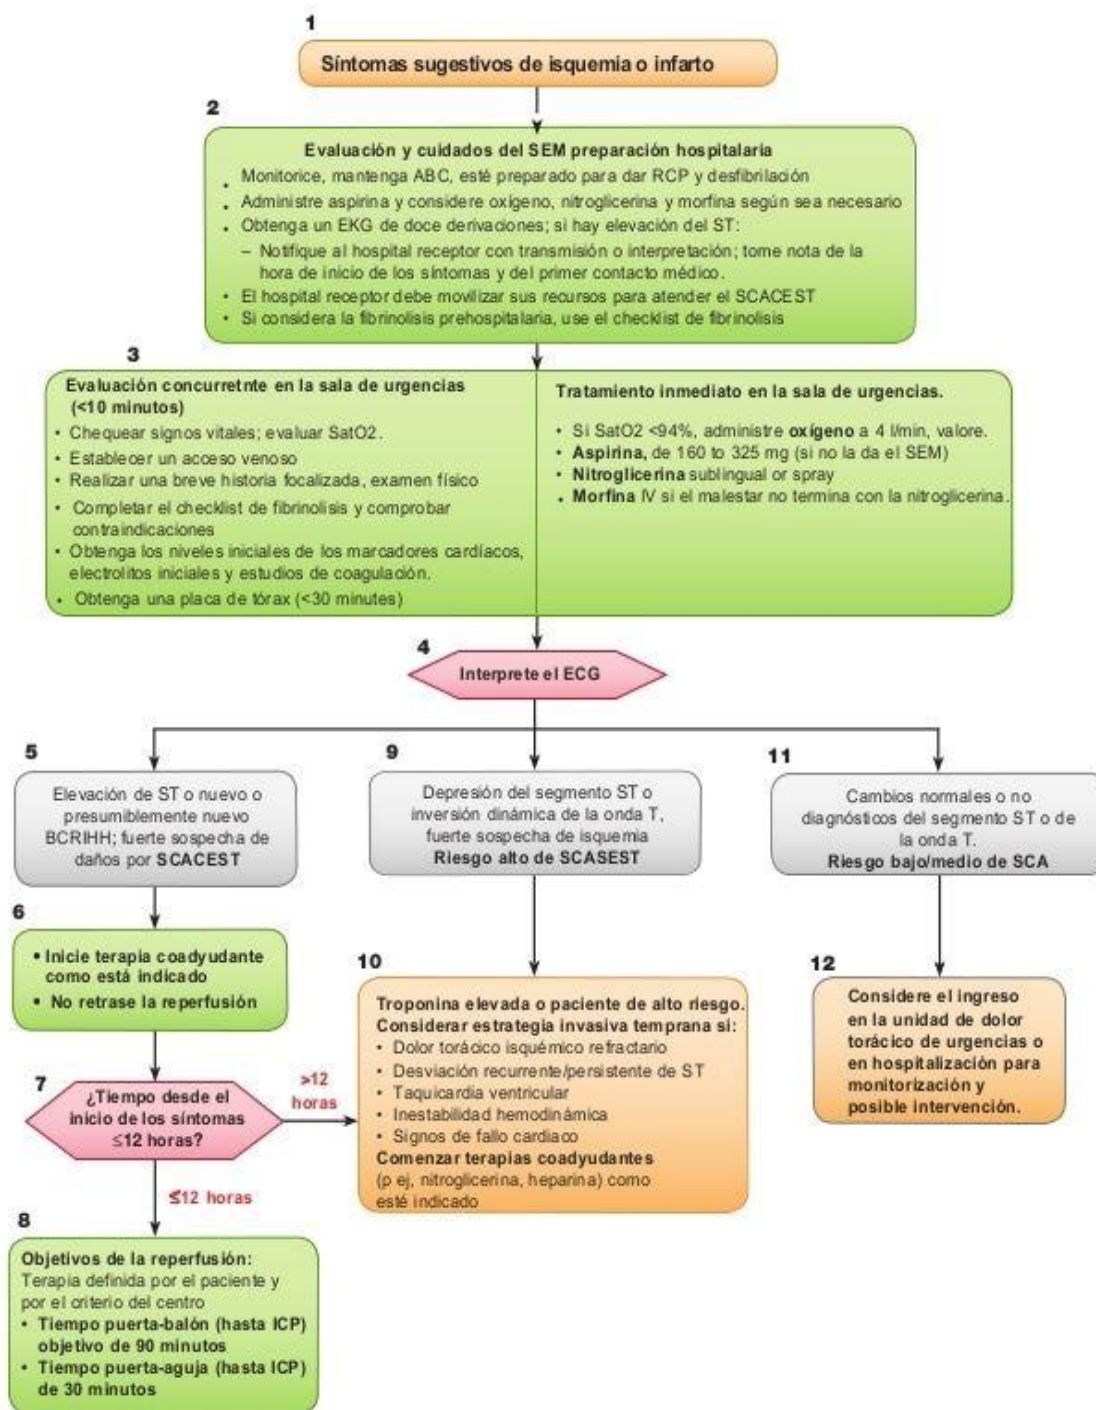 1
Síntomas sugestivos de isquemia o infarto
2
Evaluación y cuidados del SEM preparación hospitalaria
• Monitorice, mantenga ABC, esté preparado para dar RCP y desfibrilación
• Administre aspirina y considere oxígeno, nitroglicerina y morfina según sea necesario
• Obtenga un EKG de doce derivaciones; si hay elevación del ST:
– Notifique al hospital receptor con transmisión o interpretación; tome nota de la
hora de inicio de los síntomas y del primer contacto médico.
• El hospital receptor debe movilizar sus recursos para atender el SCACEST
• Si considera la fibrinolisis prehospitalaria, use el checklist de fibrinolisis
3
Evaluación concurretnte en la sala de urgencias
(<10 minutos)
• Chequear signos vitales; evaluar SatO2.
• Establecer un acceso venoso
• Realizar una breve historia focalizada, examen físico
• Completar el checklist de fibrinolisis y comprobar
contraindicaciones
• Obtenga los niveles iniciales de los marcadores cardíacos,
electrolitos iniciales y estudios de coagulación.
• Obtenga una placa de tórax (<30 minutes)
Tratamiento inmediato en la sala de urgencias.
• Si SatO2 <94%, administre oxígeno a 4 l/min, valore.
• Aspirina, de 160 to 325 mg (si no la da el SEM)
• Nitroglicerina sublingual or spray
• Morfina IV si el malestar no termina con la nitroglicerina.
4
Interprete el ECG
5
Elevación de ST o nuevo o
presumiblemente nuevo
BCRIHH; fuerte sospecha de
daños por SCACEST
9
Depresión del segmento ST o
inversión dinámica de la onda T,
fuerte sospecha de isquemia
Riesgo alto de SCASEST
11
Cambios normales o no
diagnósticos del segmento ST o de
la onda T.
Riesgo bajo/medio de SCA
6
• Inicie terapia coadyudante
como está indicado
• No retrase la reperfusión
7
¿Tiempo desde el
inicio de los síntomas
≤12 horas?
>12
horas
≤12 horas
10
Troponina elevada o paciente de alto riesgo.
Considerar estrategia invasiva temprana si:
• Dolor torácico isquémico refractario
• Desviación recurrente/persistente de ST
• Taquicardia ventricular
• Inestabilidad hemodinámica
• Signos de fallo cardiaco
Comenzar terapias coadyudantes
(p ej, nitroglicerina, heparina) como
esté indicado
12
Considere el ingreso
en la unidad de dolor
torácico de urgencias o
en hospitalización para
monitorización y
posible intervención.
8
Objetivos de la reperfusión:
Terapia definida por el paciente y
por el criterio del centro
• Tiempo puerta-balón (hasta ICP)
objetivo de 90 minutos
• Tiempo puerta-aguja (hasta ICP)
de 30 minutos